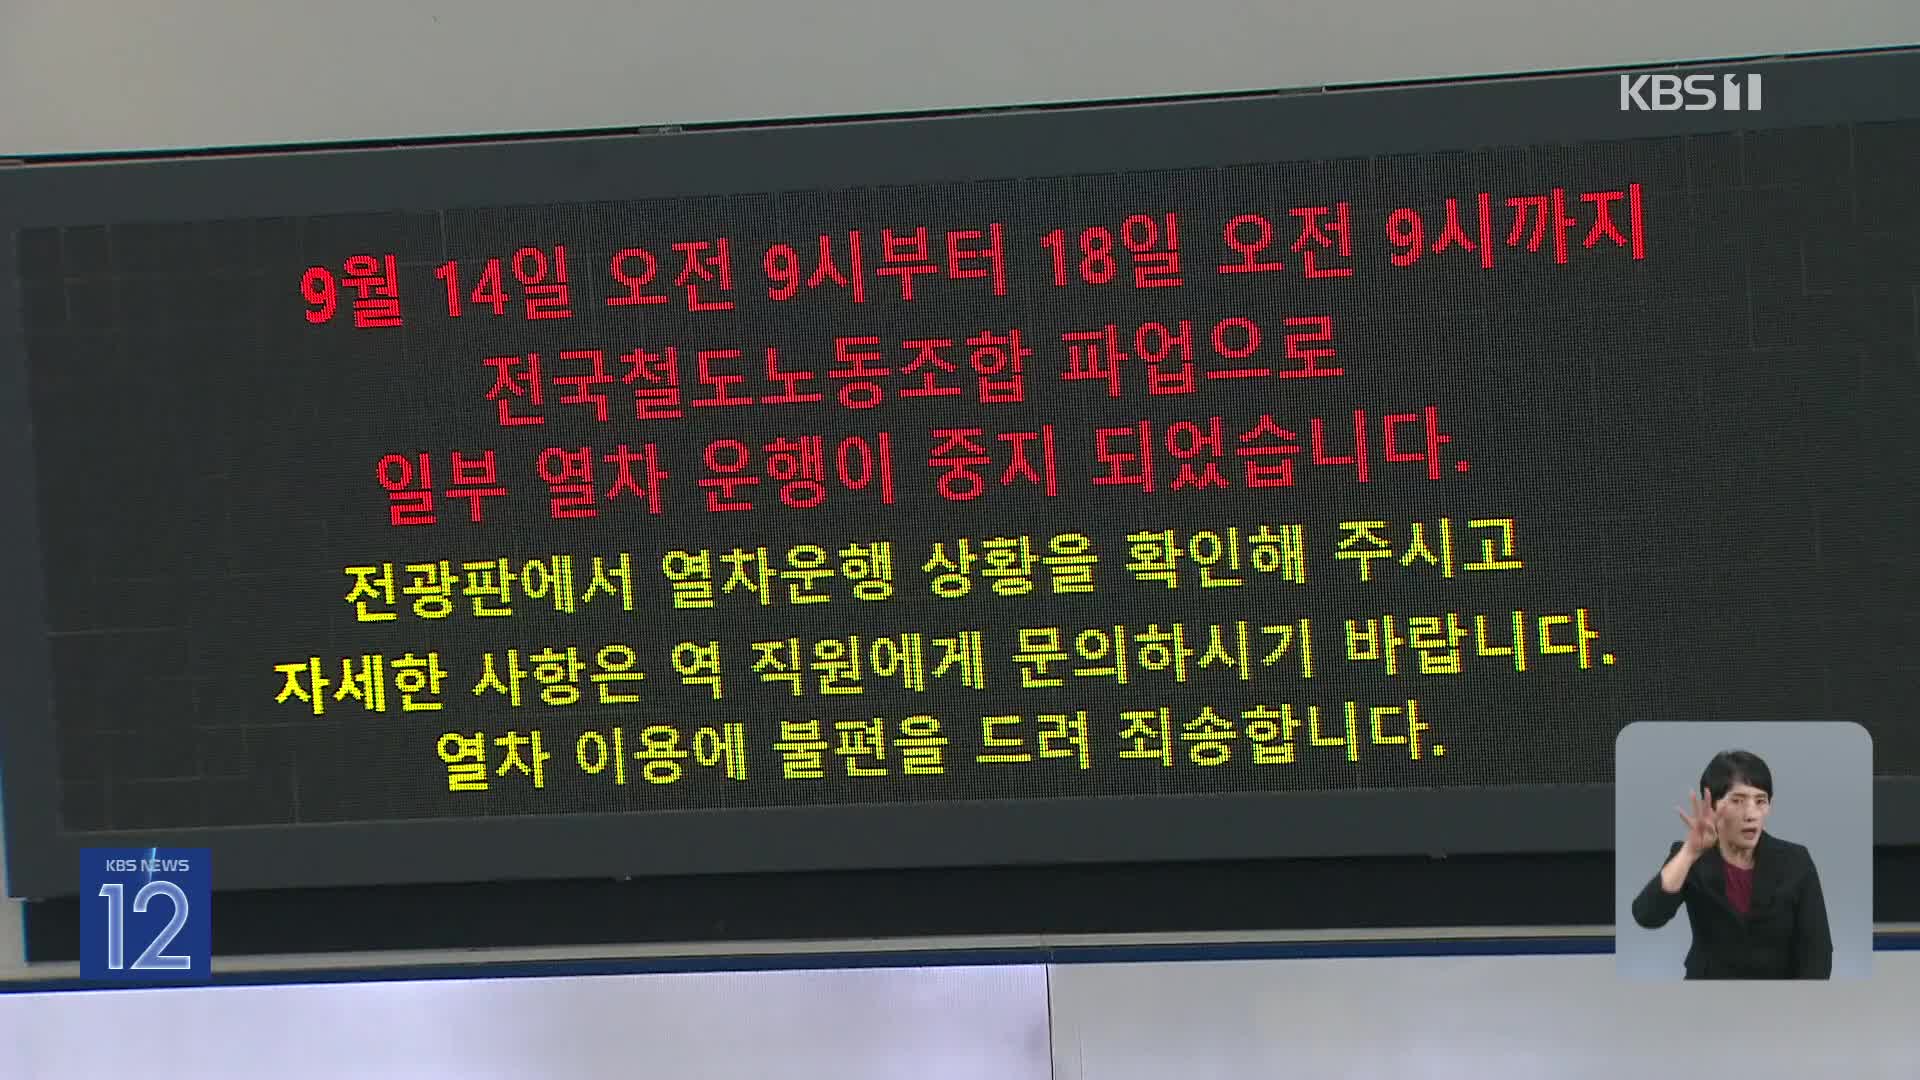 KBS 1
9월 14일 오전 9시부터 18일 오전 9시까지
전국철도노동조합 파업으로
일부 열차 운행이 중지 되었습니다.
전광판에서 열차운행 상황을 확인해 주시고
자세한 사항은 역 직원에게 문의하시기 바랍니다.
열차 이용에 불편을 드려 죄송합니다.
KBS NEWS
12